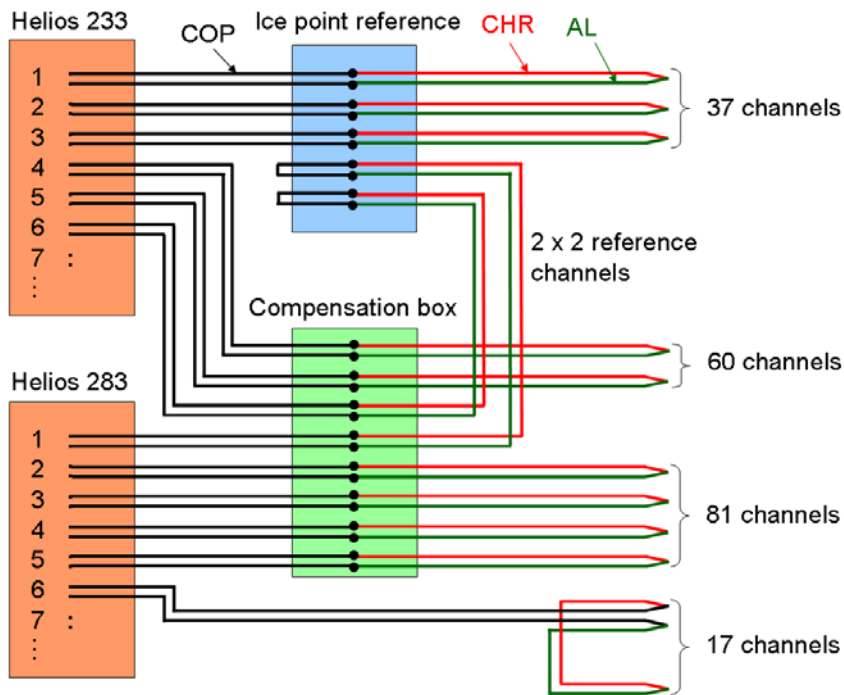 Helios 233
COP
Ice point reference
CHR
AL
1
2
3
4
5
6
7 :
⋮
37 channels
2 x 2 reference
channels
Compensation box
60 channels
Helios 283
1
2
3
4
5
6
7 :
⋮
81 channels
17 channels